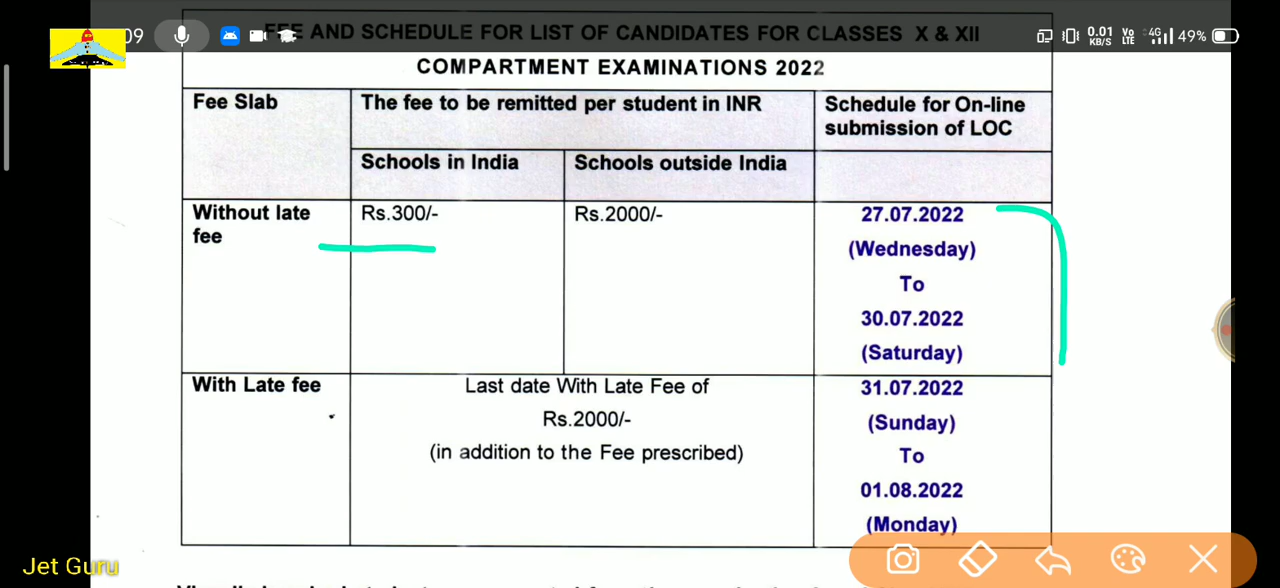 09
0.01
KB/S
Vo
LTE
4G
49%
FEE AND SCHEDULE FOR LIST OF CANDIDATES FOR CLASSES X & XII
COMPARTMENT EXAMINATIONS 2022
Fee Slab
The fee to be remitted per student in INR
Schedule for On-line
submission of LOC
Schools in India
Schools outside India
Without late
fee
Rs.300/-
Rs.2000/-
27.07.2022
(Wednesday)
To
30.07.2022
(Saturday)
With Late fee
Last date With Late Fee of
Rs.2000/-
(in addition to the Fee prescribed)
31.07.2022
(Sunday)
To
01.08.2022
(Monday)
Jet Guru